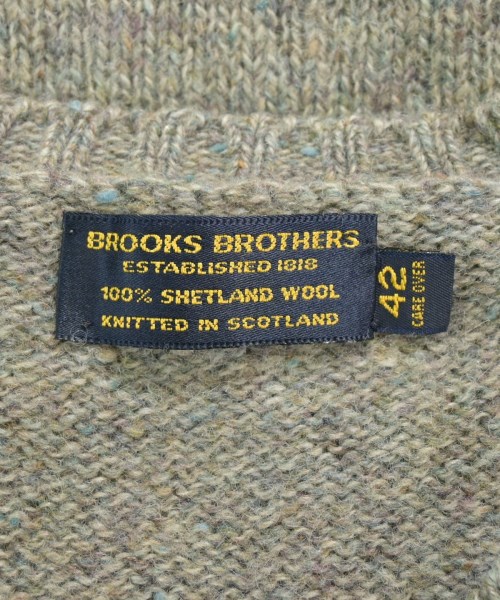 BROOKS BROTHERS
ESTABLISHED 1818
100% SHETLAND WOOL
KNITTED IN SCOTLAND
42
CARE OVER